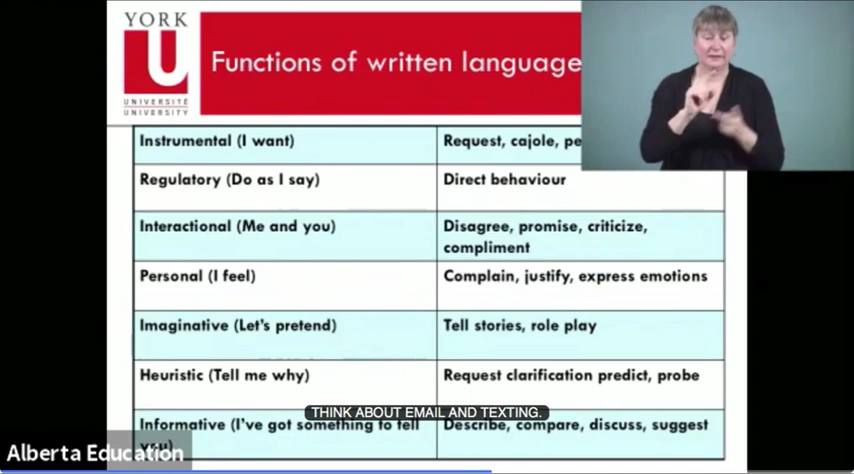 YORK
U
UNIVERSITÉ
UNIVERSITY
Functions of written language
Instrumental (I want)
Request, cajole,
Regulatory (Do as I say)
Direct behaviour
Interactional (Me and you)
Disagree, promise, criticize,
compliment
Personal (I feel)
Complain, justify, express emotions
Imaginative (Let's pretend)
Tell stories, role play
Heuristic (Tell me why)
Request clarification predict, probe
Informative (I've got something to tell
you)
Describe, compare, discuss, suggest
THINK ABOUT EMAIL AND TEXTING.
Alberta Education